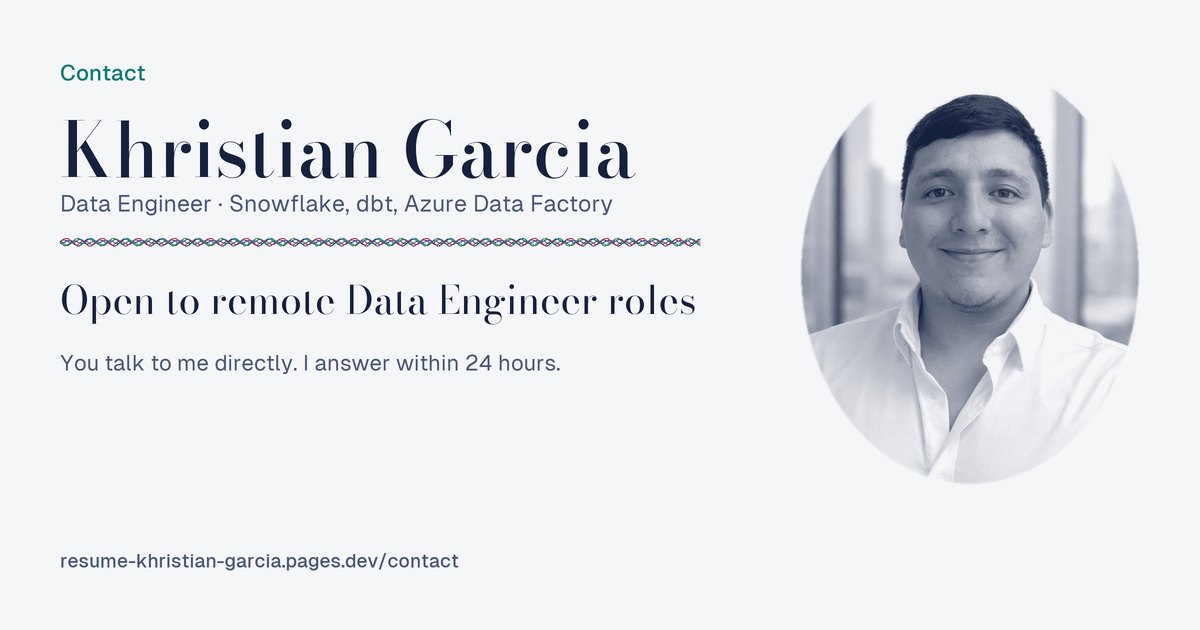 Contact
Khristian Garcia
Data Engineer · Snowflake, dbt, Azure Data Factory
Open to remote Data Engineer roles
You talk to me directly. I answer within 24 hours.
resume-khristian-garcia.pages.dev/contact